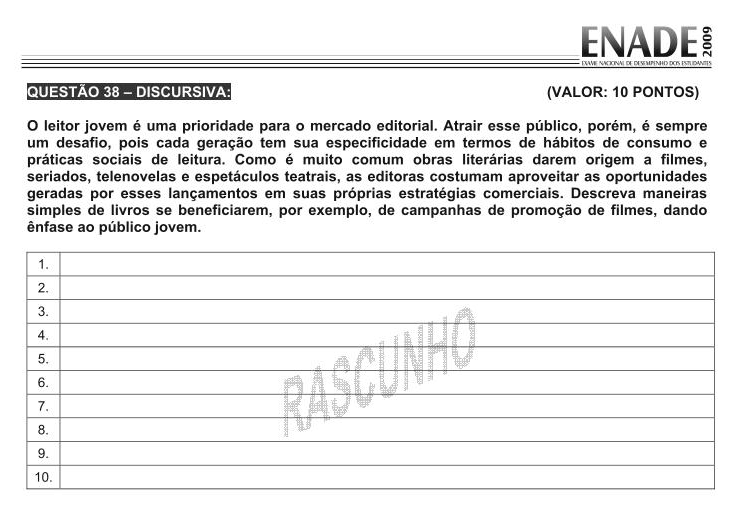 ENADE 2009
EXAME NACIONAL DE DESEMPENHO DOS ESTUDANTES
QUESTÃO 38 – DISCURSIVA: (VALOR: 10 PONTOS)
O leitor jovem é uma prioridade para o mercado editorial. Atrair esse público, porém, é sempre
um desafio, pois cada geração tem sua especificidade em termos de hábitos de consumo e
práticas sociais de leitura. Como é muito comum obras literárias darem origem a filmes,
seriados, telenovelas e espetáculos teatrais, as editoras costumam aproveitar as oportunidades
geradas por esses lançamentos em suas próprias estratégias comerciais. Descreva maneiras
simples de livros se beneficiarem, por exemplo, de campanhas de promoção de filmes, dando
ênfase ao público jovem.
1.
2.
3.
4.
5.
6.
7.
8.
9.
10.
RASCUNHO